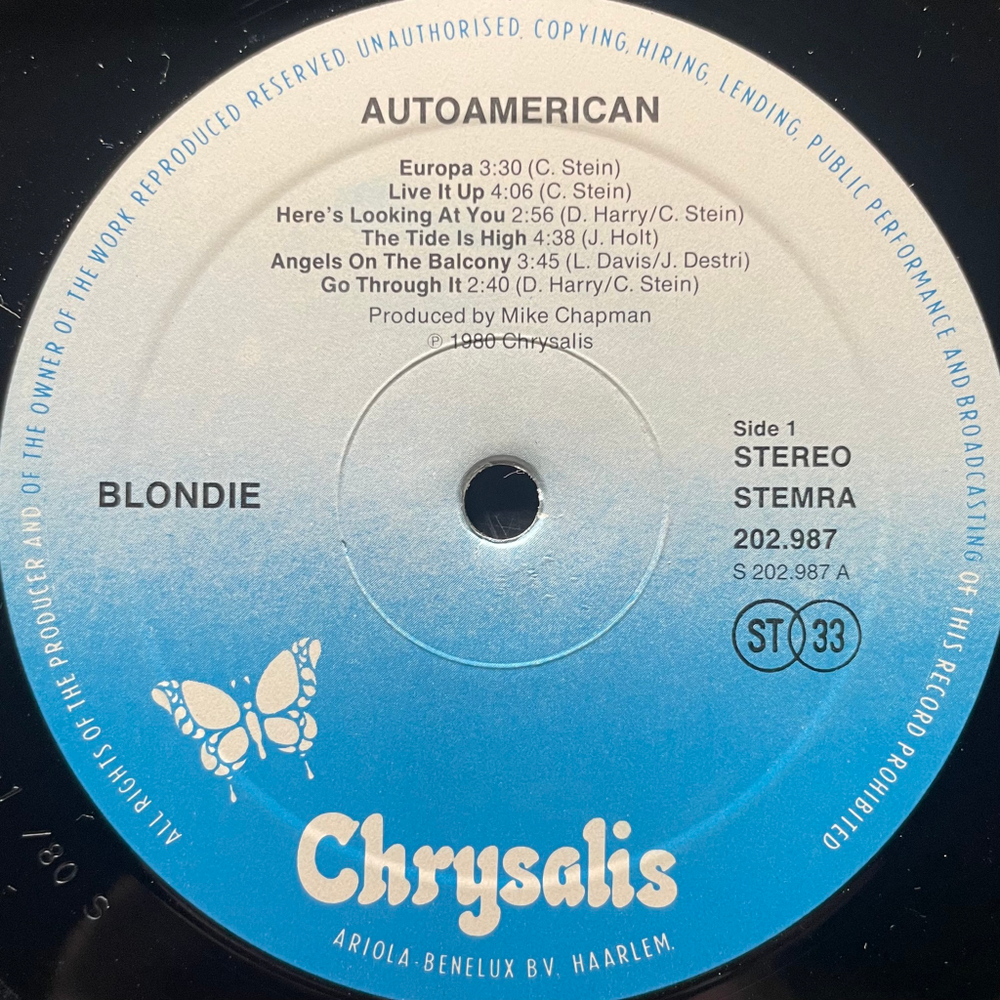 ALL RIGHTS OF THE PRODUCER AND OF THE OWNER OF THE WORK REPRODUCED RESERVED. UNAUTHORISED. COPYING, HIRING, LENDING, PUBLIC PERFORMANCE AND BROADCASTING OF THIS RECORD PROHIBITED
AUTOAMERICAN
Europa 3:30 (C. Stein)
Live It Up 4:06 (C. Stein)
Here's Looking At You 2:56 (D. Harry/C. Stein)
The Tide Is High 4:38 (J. Holt)
Angels On The Balcony 3:45 (L. Davis/J. Destri)
Go Through It 2:40 (D. Harry/C. Stein)
Produced by Mike Chapman
℗ 1980 Chrysalis
BLONDIE
Side 1
STEREO
STEMRA
202.987
S 202.987 A
ST 33
Chrysalis
ARIOLA-BENELUX B.V. HAARLEM.